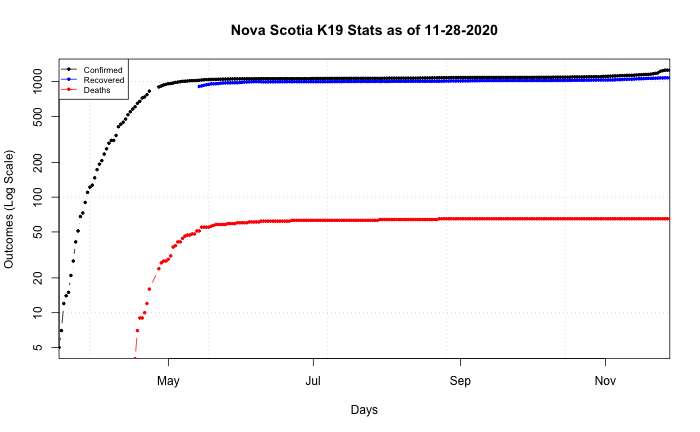 Nova Scotia K19 Stats as of 11-28-2020
Confirmed
Recovered
Deaths
Outcomes (Log Scale)
1000
500
200
100
50
20
10
5
May
Jul
Sep
Nov
Days